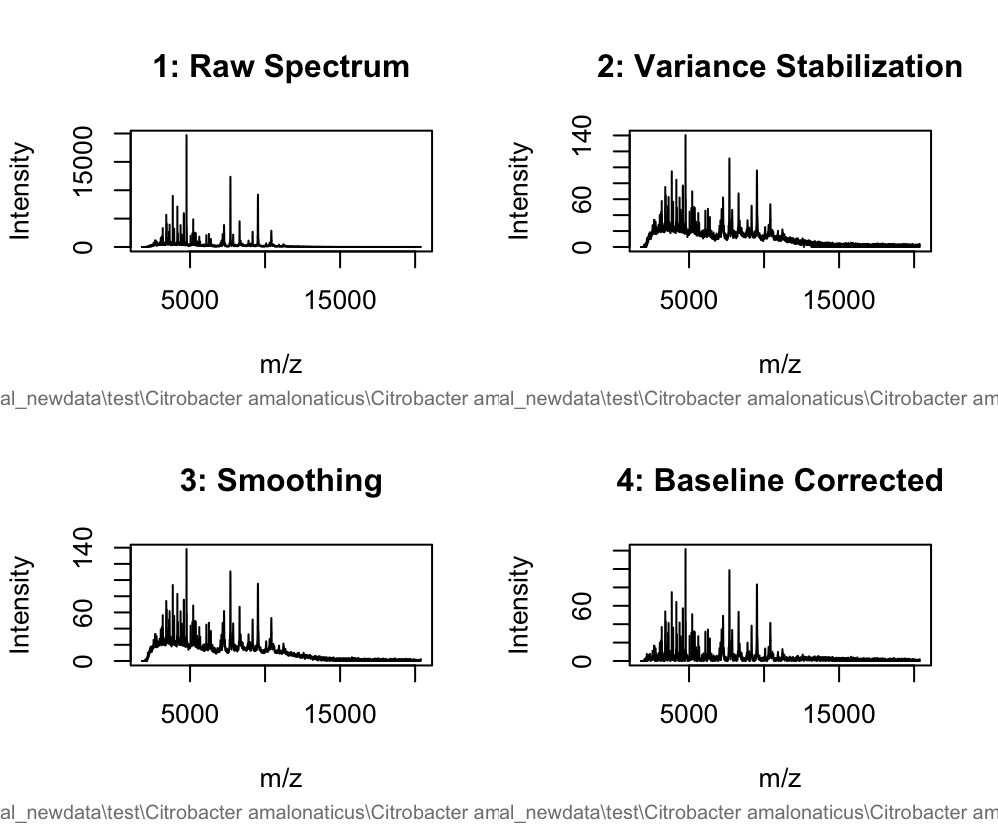 1: Raw Spectrum
Intensity
15000
0
5000 15000
m/z
al_newdata\test\Citrobacter amalonaticus\Citrobacter am
2: Variance Stabilization
Intensity
140
60
0
5000 15000
m/z
al_newdata\test\Citrobacter amalonaticus\Citrobacter am
3: Smoothing
Intensity
140
60
0
5000 15000
m/z
al_newdata\test\Citrobacter amalonaticus\Citrobacter am
4: Baseline Corrected
Intensity
60
0
5000 15000
m/z
al_newdata\test\Citrobacter amalonaticus\Citrobacter am